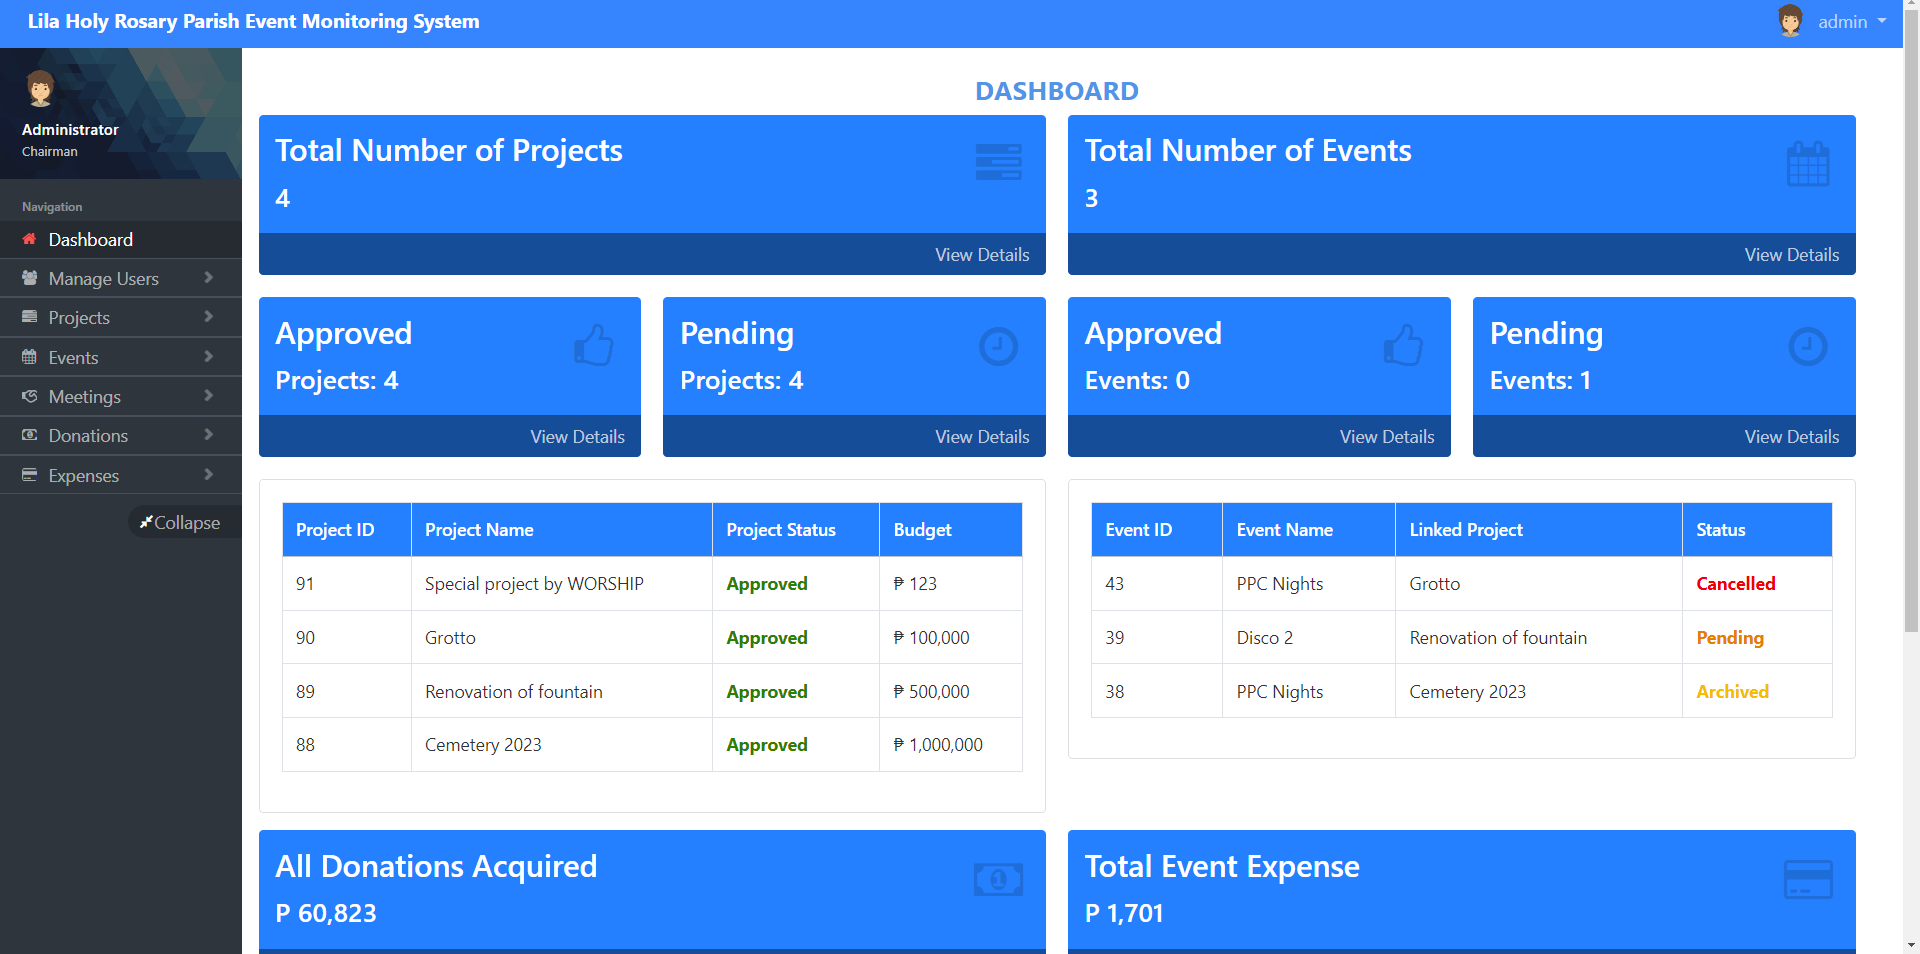 Lila Holy Rosary Parish Event Monitoring System
admin
Administrator
Chairman
Navigation
Dashboard
Manage Users
Projects
Events
Meetings
Donations
Expenses
Collapse
DASHBOARD
Total Number of Projects
4
View Details
Total Number of Events
3
View Details
Approved
Projects: 4
View Details
Pending
Projects: 4
View Details
Approved
Events: 0
View Details
Pending
Events: 1
View Details
Project ID Project Name Project Status Budget
91 Special project by WORSHIP Approved ₱ 123
90 Grotto Approved ₱ 100,000
89 Renovation of fountain Approved ₱ 500,000
88 Cemetery 2023 Approved ₱ 1,000,000
Event ID Event Name Linked Project Status
43 PPC Nights Grotto Cancelled
39 Disco 2 Renovation of fountain Pending
38 PPC Nights Cemetery 2023 Archived
All Donations Acquired
P 60,823
Total Event Expense
P 1,701